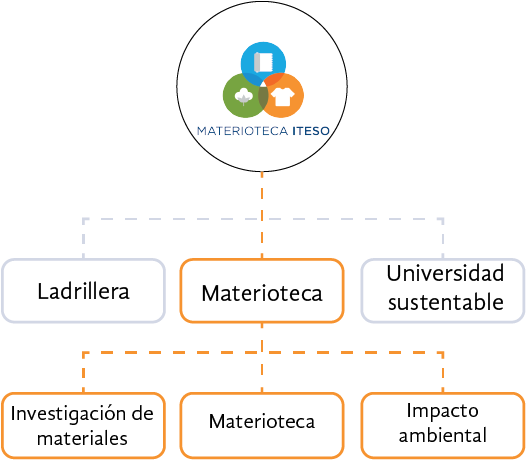 MATERIOTECA ITESO
Ladrillera
Materioteca
Universidad
sustentable
Investigación de
materiales
Materioteca
Impacto
ambiental